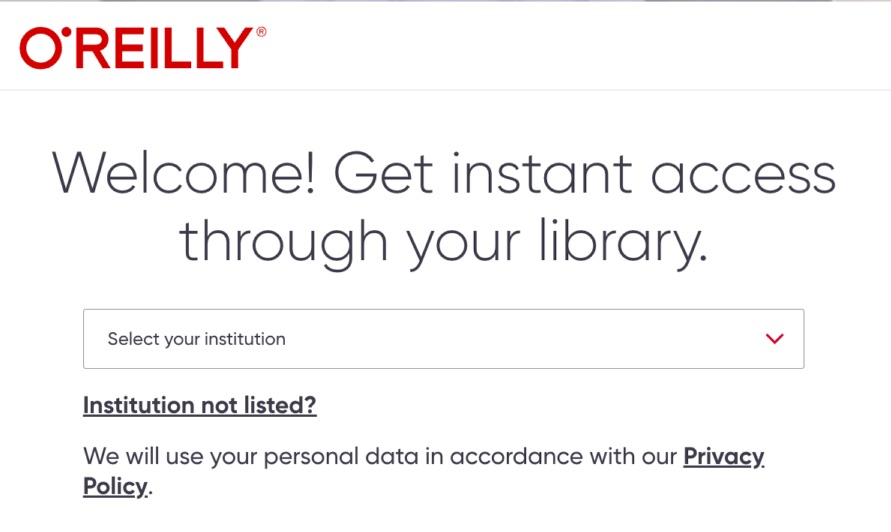 O'REILLY®
Welcome! Get instant access
through your library.
Select your institution
Institution not listed?
We will use your personal data in accordance with our Privacy
Policy.